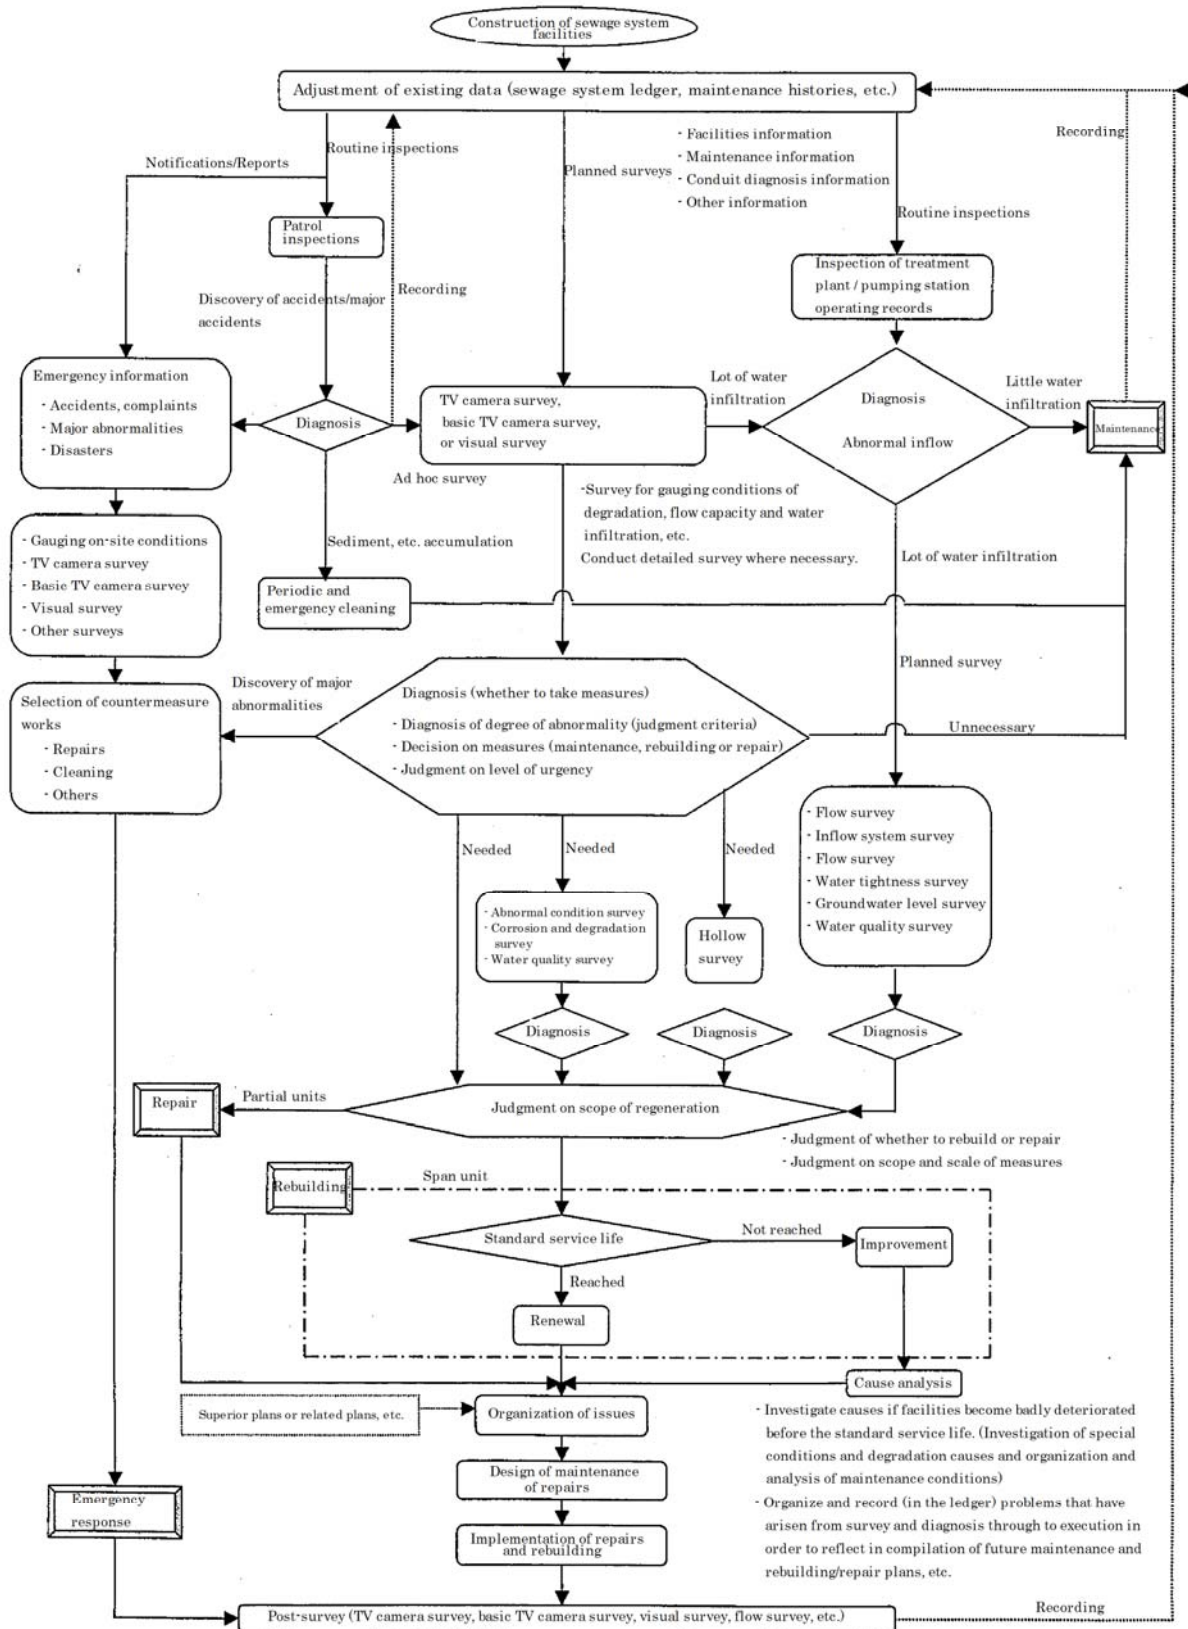 Construction of sewage system
facilities
Adjustment of existing data (sewage system ledger, maintenance histories, etc.)
Notifications/Reports
Routine inspections
Planned surveys
- Facilities information
- Maintenance information
- Conduit diagnosis information
- Other information
Recording
Routine inspections
Patrol
inspections
Inspection of treatment
plant / pumping station
operating records
Discovery of accidents/major
accidents
Recording
Emergency information
- Accidents, complaints
- Major abnormalities
- Disasters
Diagnosis
TV camera survey,
basic TV camera survey,
or visual survey
Lot of water
infiltration
Diagnosis
Abnormal inflow
Little water
infiltration
Maintenance
Ad hoc survey
-Survey for gauging conditions of
degradation, flow capacity and water
infiltration, etc.
Conduct detailed survey where necessary.
- Gauging on-site conditions
- TV camera survey
- Basic TV camera survey
- Visual survey
- Other surveys
Sediment, etc. accumulation
Lot of water infiltration
Periodic and
emergency cleaning
Planned survey
Selection of countermeasure
works
- Repairs
- Cleaning
- Others
Discovery of major
abnormalities
Diagnosis (whether to take measures)
- Diagnosis of degree of abnormality (judgment criteria)
- Decision on measures (maintenance, rebuilding or repair)
- Judgment on level of urgency
Unnecessary
Needed
Needed
Needed
- Flow survey
- Inflow system survey
- Flow survey
- Water tightness survey
- Groundwater level survey
- Water quality survey
- Abnormal condition survey
- Corrosion and degradation
survey
- Water quality survey
Hollow
survey
Diagnosis
Diagnosis
Diagnosis
Repair
Partial units
Judgment on scope of regeneration
- Judgment of whether to rebuild or repair
- Judgment on scope and scale of measures
Rebuilding
Span unit
Standard service life
Not reached
Improvement
Reached
Renewal
Cause analysis
Superior plans or related plans, etc.
Organization of issues
- Investigate causes if facilities become badly deteriorated
before the standard service life. (Investigation of special
conditions and degradation causes and organization and
analysis of maintenance conditions)
- Organize and record (in the ledger) problems that have
arisen from survey and diagnosis through to execution in
order to reflect in compilation of future maintenance and
rebuilding/repair plans, etc.
Design of maintenance
of repairs
Emergency
response
Implementation of repairs
and rebuilding
Post-survey (TV camera survey, basic TV camera survey, visual survey, flow survey, etc.)
Recording